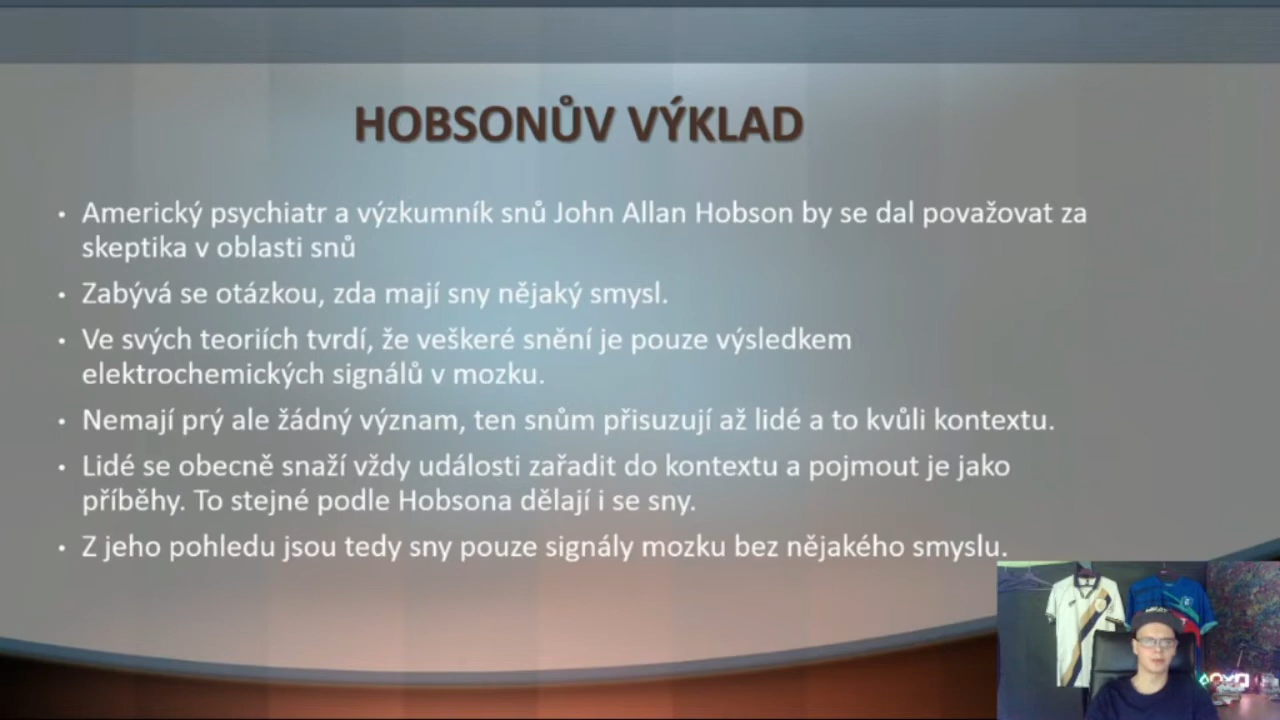 HOBSONŮV VÝKLAD
• Americký psychiatr a výzkumník snů John Allan Hobson by se dal považovat za
skeptika v oblasti snů
• Zabývá se otázkou, zda mají sny nějaký smysl.
• Ve svých teoriích tvrdí, že veškeré snění je pouze výsledkem
elektrochemických signálů v mozku.
• Nemají prý ale žádný význam, ten snům přisuzují až lidé a to kvůli kontextu.
• Lidé se obecně snaží vždy události zařadit do kontextu a pojmout je jako
příběhy. To stejné podle Hobsona dělají i se sny.
• Z jeho pohledu jsou tedy sny pouze signály mozku bez nějakého smyslu.